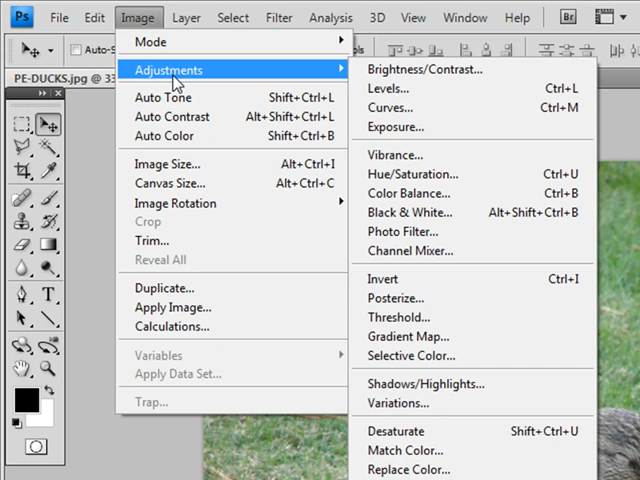 Ps File Edit Image Layer Select Filter Analysis 3D View Window Help Br
Auto-S
PE-DUCKS.jpg @ 33
Mode
Adjustments
Auto Tone Shift+Ctrl+L
Auto Contrast Alt+Shift+Ctrl+L
Auto Color Shift+Ctrl+B
Image Size... Alt+Ctrl+I
Canvas Size... Alt+Ctrl+C
Image Rotation
Crop
Trim...
Reveal All
Duplicate...
Apply Image...
Calculations...
Variables
Apply Data Set...
Trap...
Brightness/Contrast...
Levels... Ctrl+L
Curves... Ctrl+M
Exposure...
Vibrance...
Hue/Saturation... Ctrl+U
Color Balance... Ctrl+B
Black & White... Alt+Shift+Ctrl+B
Photo Filter...
Channel Mixer...
Invert Ctrl+I
Posterize...
Threshold...
Gradient Map...
Selective Color...
Shadows/Highlights...
Variations...
Desaturate Shift+Ctrl+U
Match Color...
Replace Color...